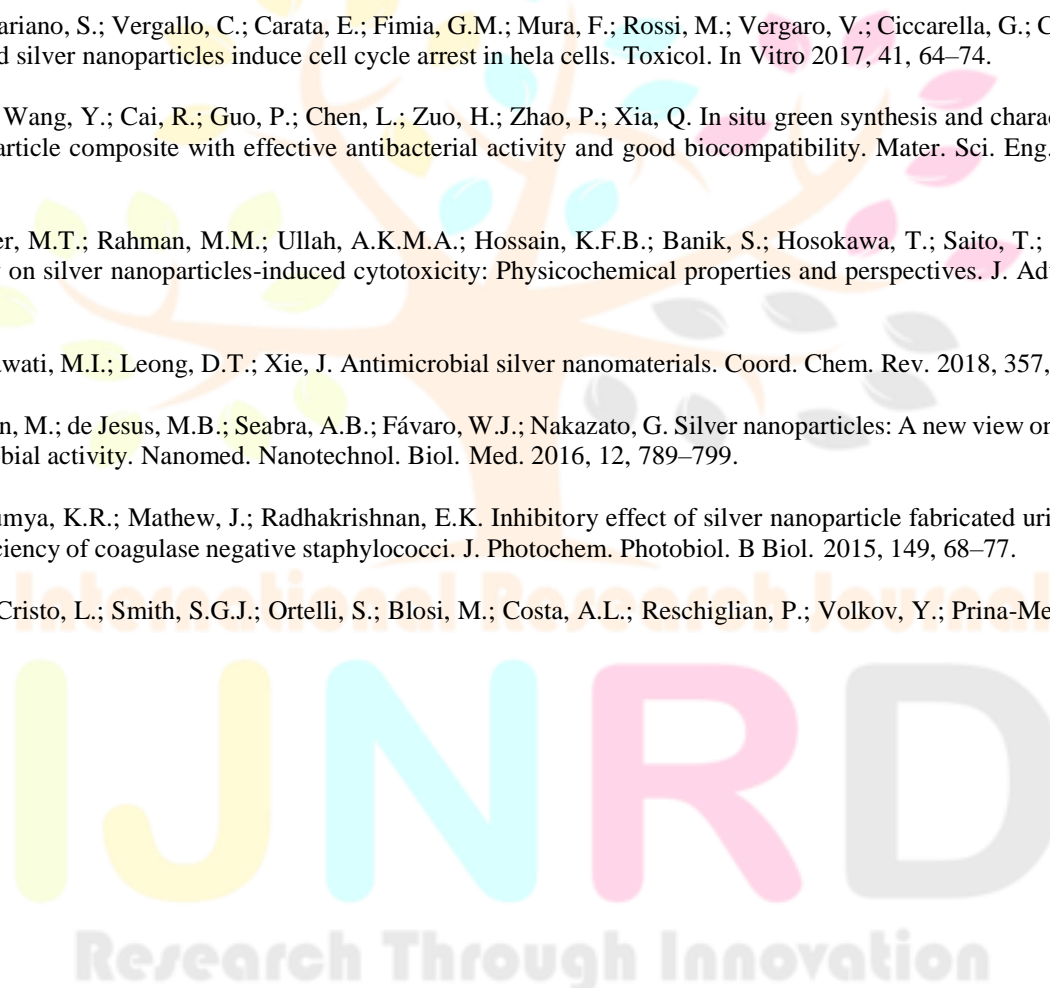 ariano, S.; Vergallo, C.; Carata, E.; Fimia, G.M.; Mura, F.; Rossi, M.; Vergaro, V.; Ciccarella, G.; C
d silver nanoparticles induce cell cycle arrest in hela cells. Toxicol. In Vitro 2017, 41, 64–74.
Wang, Y.; Cai, R.; Guo, P.; Chen, L.; Zuo, H.; Zhao, P.; Xia, Q. In situ green synthesis and charac
article composite with effective antibacterial activity and good biocompatibility. Mater. Sci. Eng.
er, M.T.; Rahman, M.M.; Ullah, A.K.M.A.; Hossain, K.F.B.; Banik, S.; Hosokawa, T.; Saito, T.;
on silver nanoparticles-induced cytotoxicity: Physicochemical properties and perspectives. J. Ad
wati, M.I.; Leong, D.T.; Xie, J. Antimicrobial silver nanomaterials. Coord. Chem. Rev. 2018, 357,
n, M.; de Jesus, M.B.; Seabra, A.B.; Fávaro, W.J.; Nakazato, G. Silver nanoparticles: A new view on
bial activity. Nanomed. Nanotechnol. Biol. Med. 2016, 12, 789–799.
umya, K.R.; Mathew, J.; Radhakrishnan, E.K. Inhibitory effect of silver nanoparticle fabricated uri
ciency of coagulase negative staphylococci. J. Photochem. Photobiol. B Biol. 2015, 149, 68–77.
International Research Journal
Cristo, L.; Smith, S.G.J.; Ortelli, S.; Blosi, M.; Costa, A.L.; Reschiglian, P.; Volkov, Y.; Prina-Me
IJNRD
Research Through Innovation